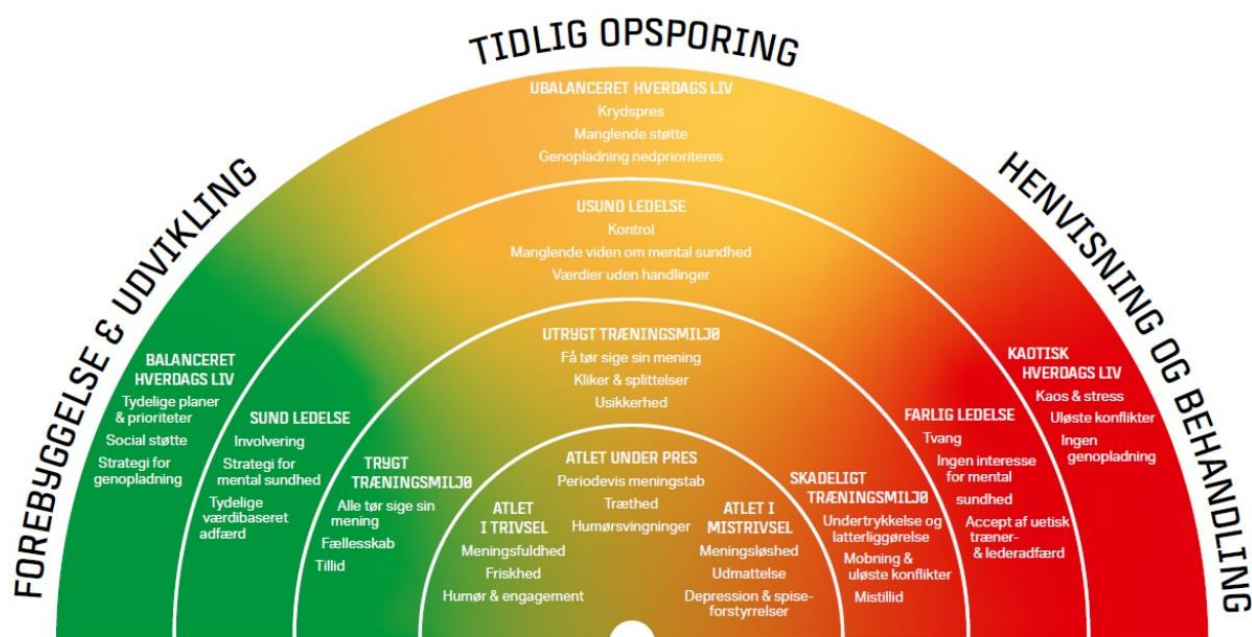 TIDLIG OPSPORING
FOREBYGGELSE & UDVIKLING
HENVISNING OG BEHANDLING
UBALANCERET HVERDAGS LIV
Krydspres
Manglende støtte
Genopladning nedprioriteres
USUND LEDELSE
Kontrol
Manglende viden om mental sundhed
Værdier uden handlinger
UTRYGT TRÆNINGSMILJØ
Få tør sige sin mening
Kliker & splittelser
Usikkerhed
BALANCERET
HVERDAGS LIV
Tydelige planer
& prioriteter
Social støtte
Strategi for
genopladning
SUND LEDELSE
Involvering
Strategi for
mental sundhed
Tydelige
værdibaseret
adfærd
TRYGT
TRÆNINGSMILJØ
Alle tør sige sin
mening
Fællesskab
Tillid
ATLET
I TRIVSEL
Meningsfuldhed
Friskhed
Humør & engagement
ATLET UNDER PRES
Periodevis meningstab
Træthed
Humørsvingninger
ATLET I
MISTRIVSEL
Meningsløshed
Udmattelse
Depression & spise-
forstyrrelser
SKADELIGT
TRÆNINGSMILJØ
Undertrykkelse og
latterliggørelse
Mobning &
uløste konflikter
Mistillid
FARLIG LEDELSE
Tvang
Ingen interesse
for mental
sundhed
Accept af uetisk
træner-
& lederadfærd
KAOTISK
HVERDAGS LIV
Kaos & stress
Uløste konflikter
Ingen
genopladning